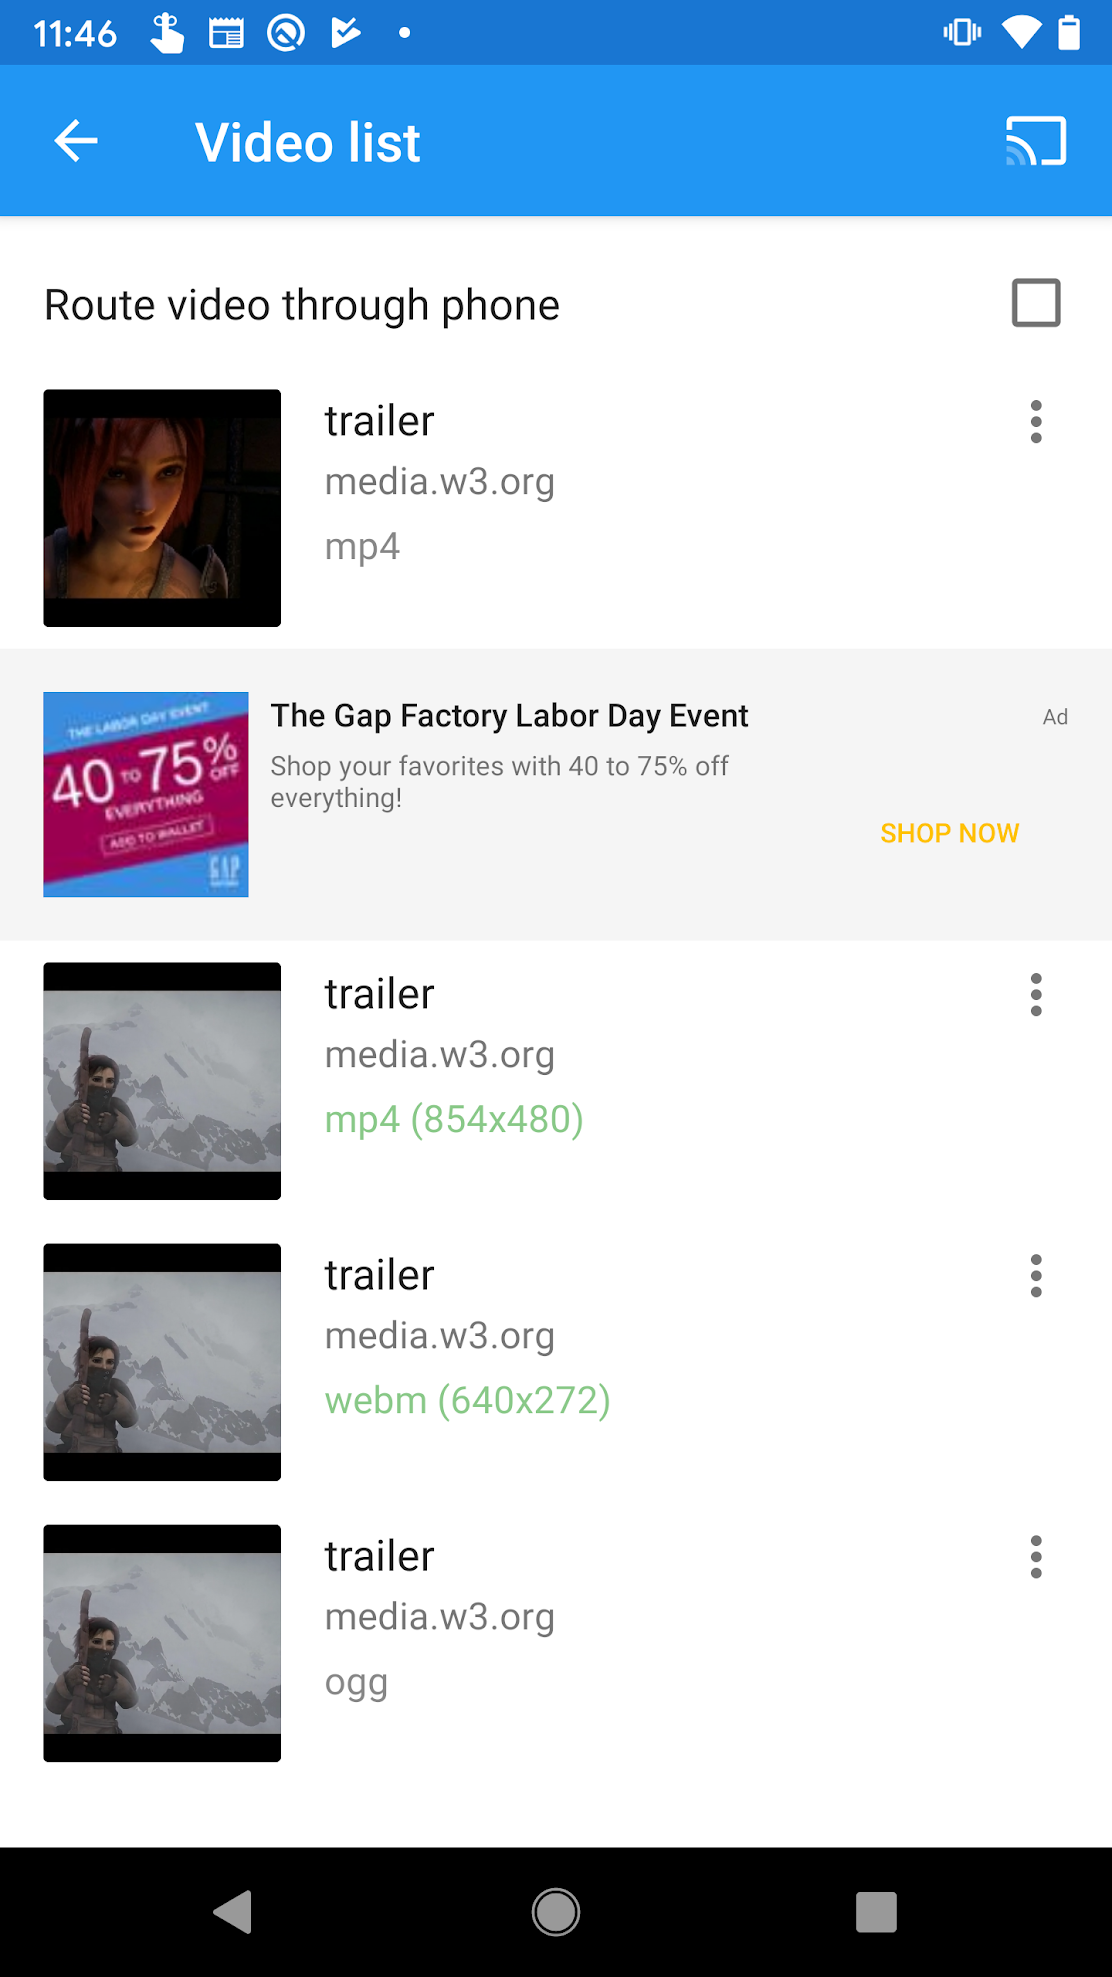 11:46
Video list
Route video through phone
trailer
media.w3.org
mp4
THE LABOR DAY EVENT
40 TO 75% OFF
EVERYTHING
ADD TO WALLET
GAP
The Gap Factory Labor Day Event
Ad
Shop your favorites with 40 to 75% off
everything!
SHOP NOW
trailer
media.w3.org
mp4 (854x480)
trailer
media.w3.org
webm (640x272)
trailer
media.w3.org
ogg